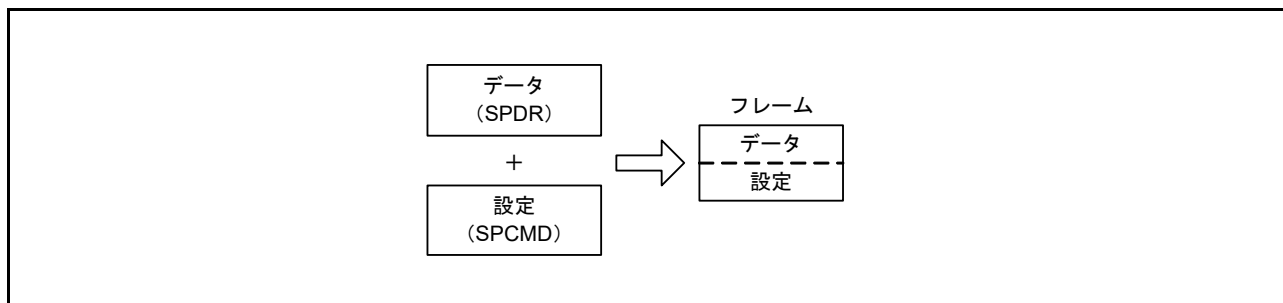 データ
（SPDR）
+
設定
（SPCMD）
フレーム
データ
設定